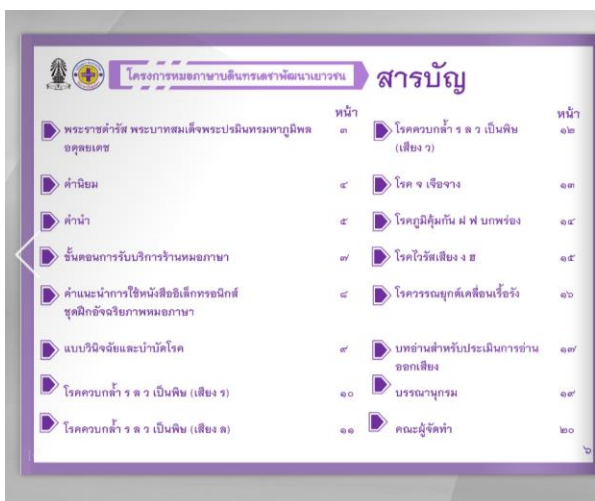 โครงการหมอภาษาบดินทรเดชาพัฒนาเยาวชน
สารบัญ
หน้า
พระราชดำรัส พระบาทสมเด็จพระปรมินทรมหาภูมิพล ๓
อดุลยเดช
คำนิยม ๔
คำนำ ๕
ขั้นตอนการรับบริการร้านหมอภาษา ๗
คำแนะนำการใช้หนังสืออิเล็กทรอนิกส์ ๘
ชุดฝึกอัจฉริยภาพหมอภาษา
แบบวินิจฉัยและบำบัดโรค ๙
โรคควบกล้ำ ร ล ว เป็นพิษ (เสียง ร) ๑๐
โรคควบกล้ำ ร ล ว เป็นพิษ (เสียง ล) ๑๑
หน้า
โรคควบกล้ำ ร ล ว เป็นพิษ ๑๒
(เสียง ว)
โรค จ เจือจาง ๑๓
โรคภูมิคุ้มกัน ฝ ฟ บกพร่อง ๑๔
โรคไวรัสเสียง ง ฮ ๑๕
โรควรรณยุกต์เคลื่อนเรื้อรัง ๑๖
บทอ่านสำหรับประเมินการอ่าน ๑๗
ออกเสียง
บรรณานุกรม ๑๙
คณะผู้จัดทำ ๒๐
๖